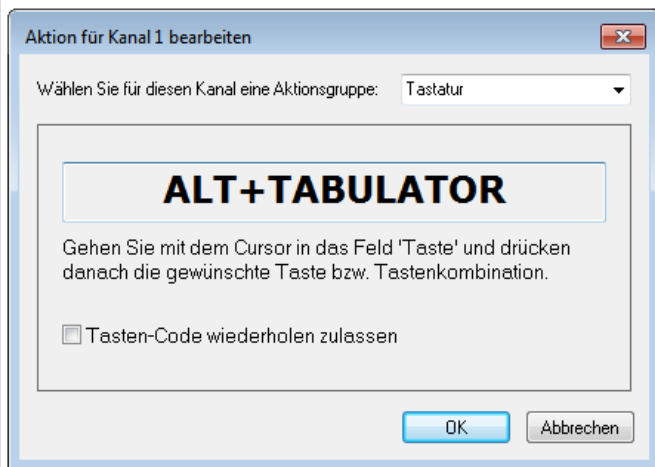 Aktion für Kanal 1 bearbeiten
Wählen Sie für diesen Kanal eine Aktionsgruppe: Tastatur
ALT+TABULATOR
Gehen Sie mit dem Cursor in das Feld 'Taste' und drücken
danach die gewünschte Taste bzw. Tastenkombination.
Tasten-Code wiederholen zulassen
OK Abbrechen